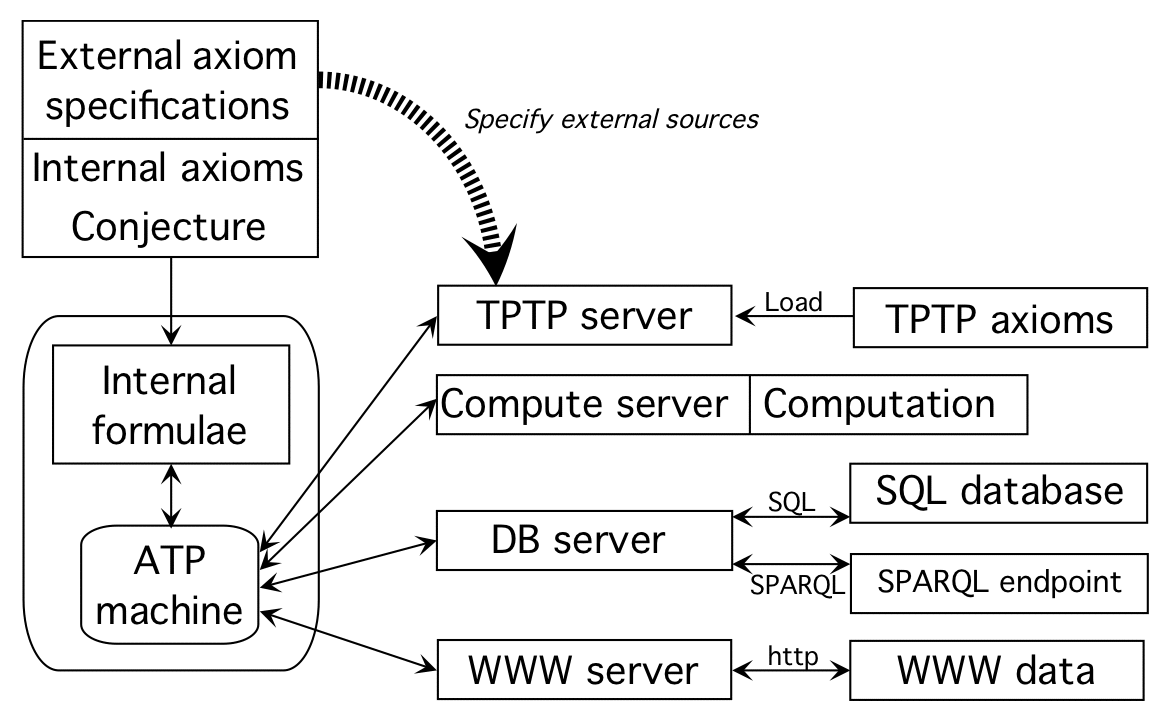 External axiom
specifications
Specify external sources
Internal axioms
Conjecture
TPTP server
Load
TPTP axioms
Internal
formulae
Compute server
Computation
ATP
machine
DB server
SQL
SQL database
SPARQL
SPARQL endpoint
WWW server
http
WWW data